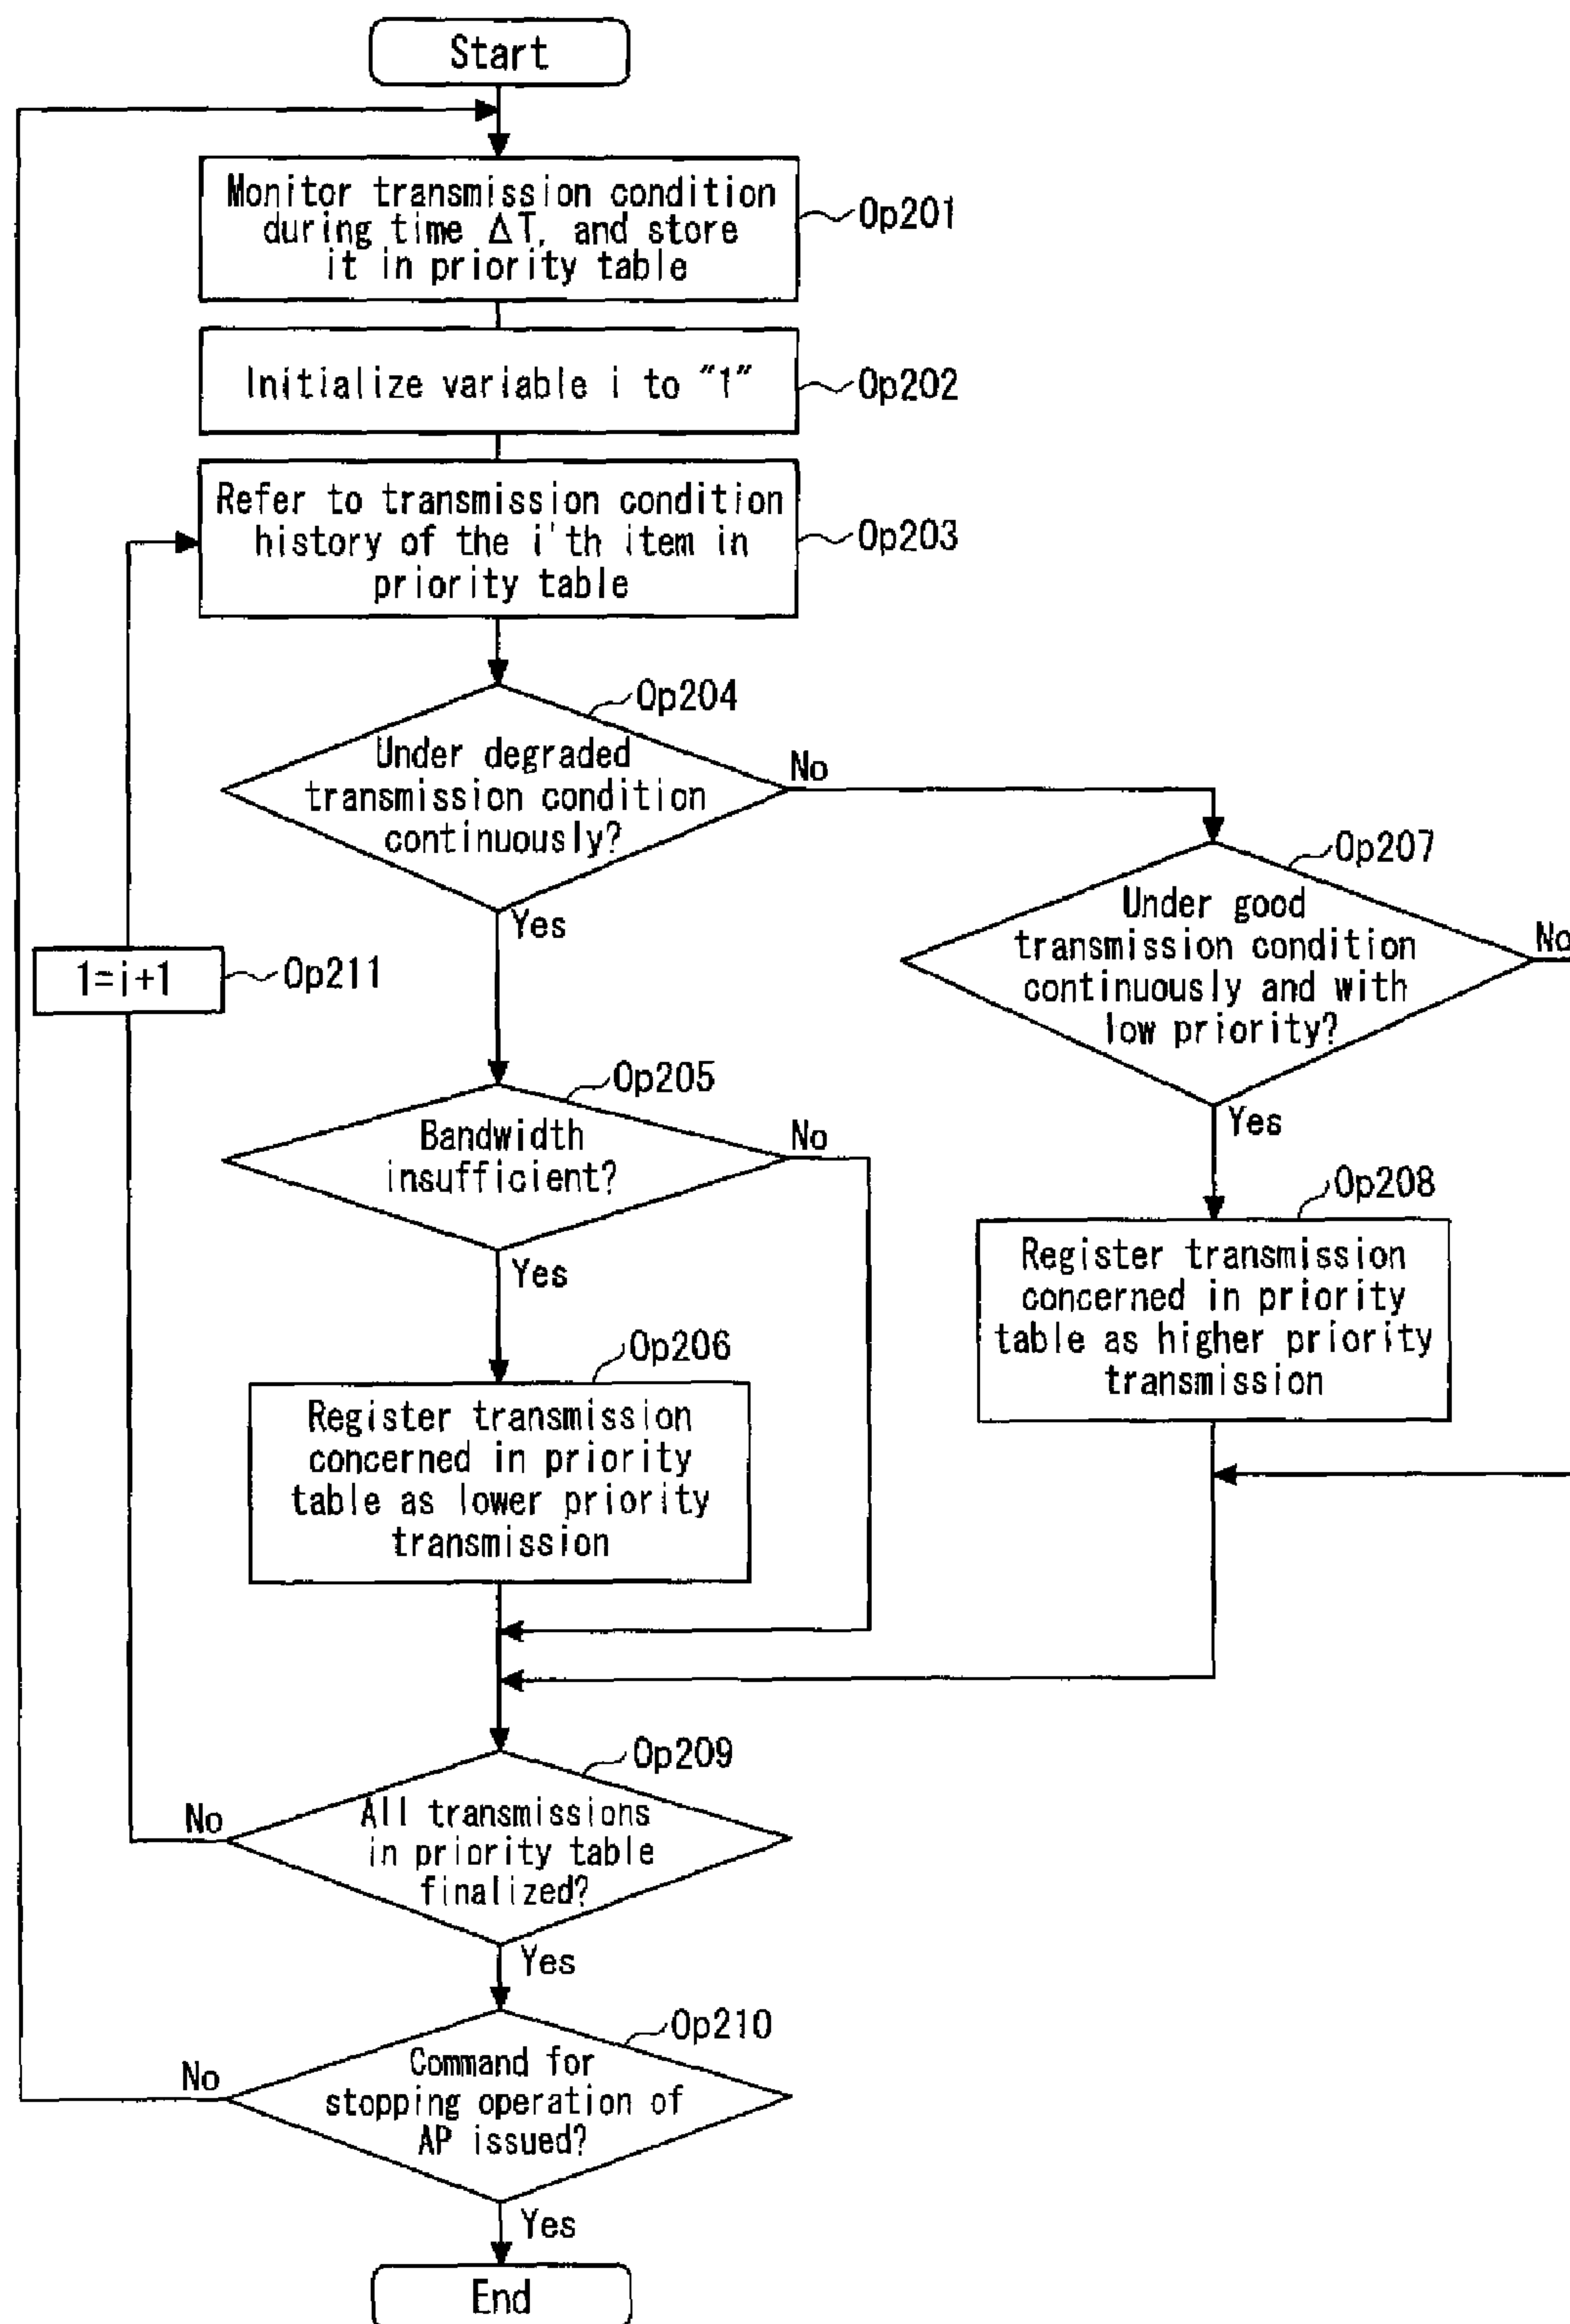 Start
Monitor transmission condition
during time ΔT, and store
it in priority table
Op201
Initialize variable i to "1"
Op202
Refer to transmission condition
history of the i'th item in
priority table
Op203
Op204
Under degraded
transmission condition
continuously?
No
Yes
Op207
Under good
transmission condition
continuously and with
low priority?
No
Yes
1=i+1
Op211
Op205
Bandwidth
insufficient?
No
Yes
Op208
Register transmission
concerned in priority
table as higher priority
transmission
Op206
Register transmission
concerned in priority
table as lower priority
transmission
Op209
All transmissions
in priority table
finalized?
No
Yes
Op210
Command for
stopping operation of
AP issued?
No
Yes
End